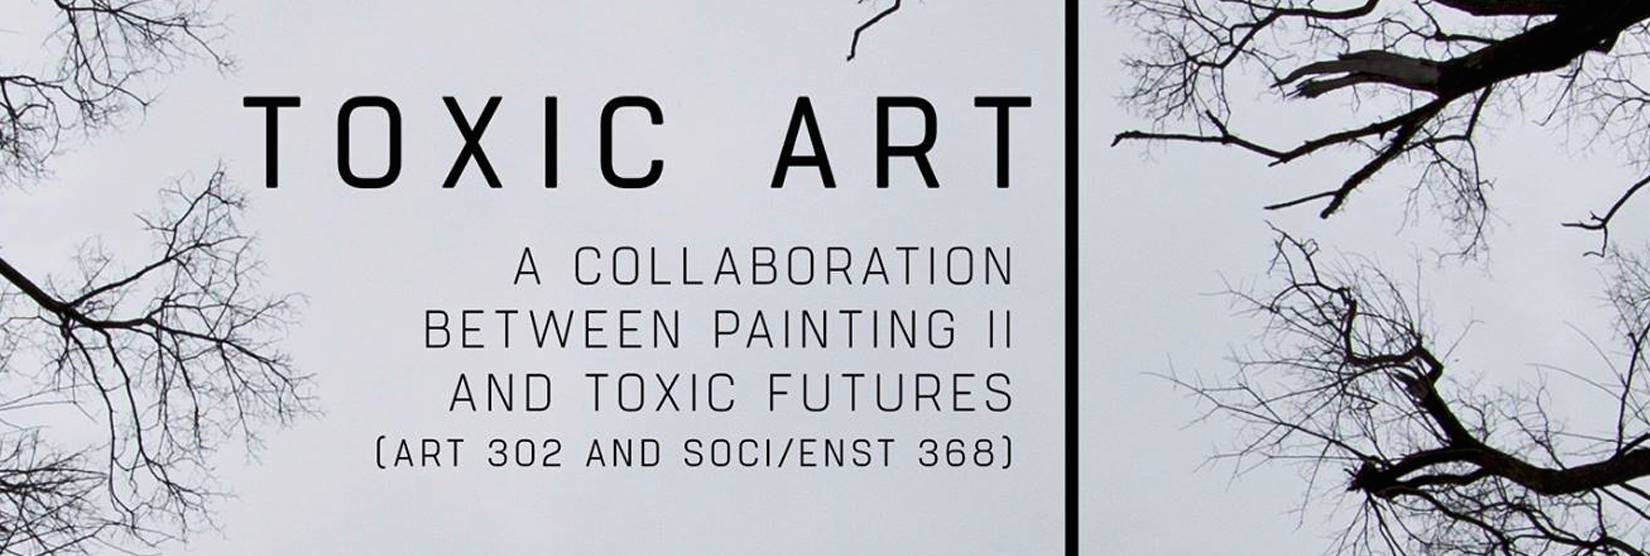 TOXIC ART
A COLLABORATION
BETWEEN PAINTING II
AND TOXIC FUTURES
(ART 302 AND SOCI/ENST 368)